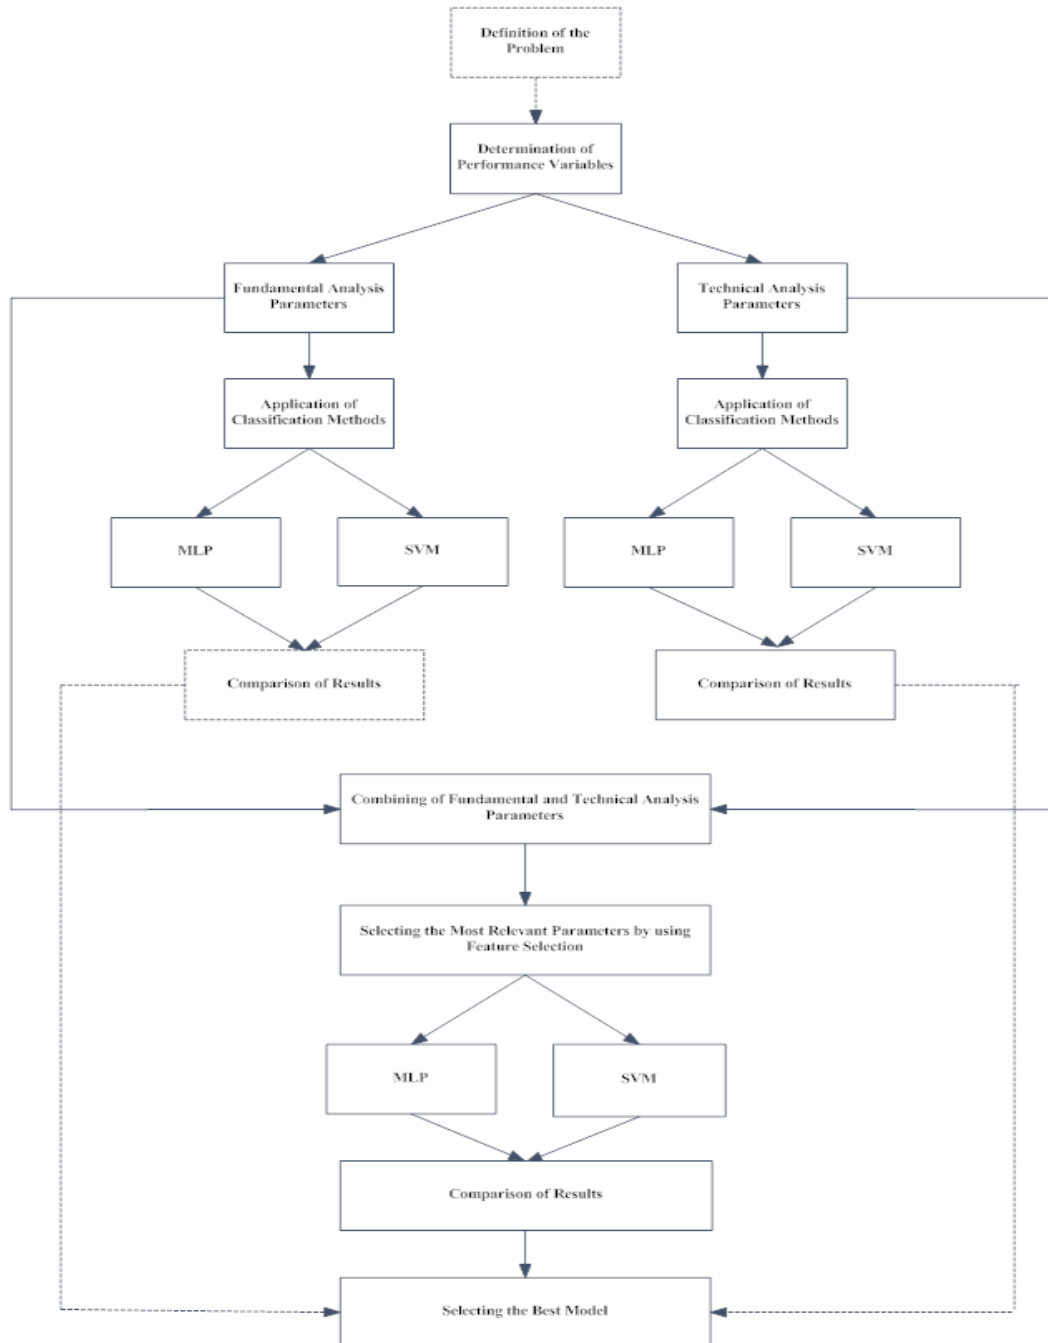 Definition of the
Problem
Determination of
Performance Variables
Fundamental Analysis
Parameters
Technical Analysis
Parameters
Application of
Classification Methods
Application of
Classification Methods
MLP
SVM
MLP
SVM
Comparison of Results
Comparison of Results
Combining of Fundamental and Technical Analysis
Parameters
Selecting the Most Relevant Parameters by using
Feature Selection
MLP
SVM
Comparison of Results
Selecting the Best Model